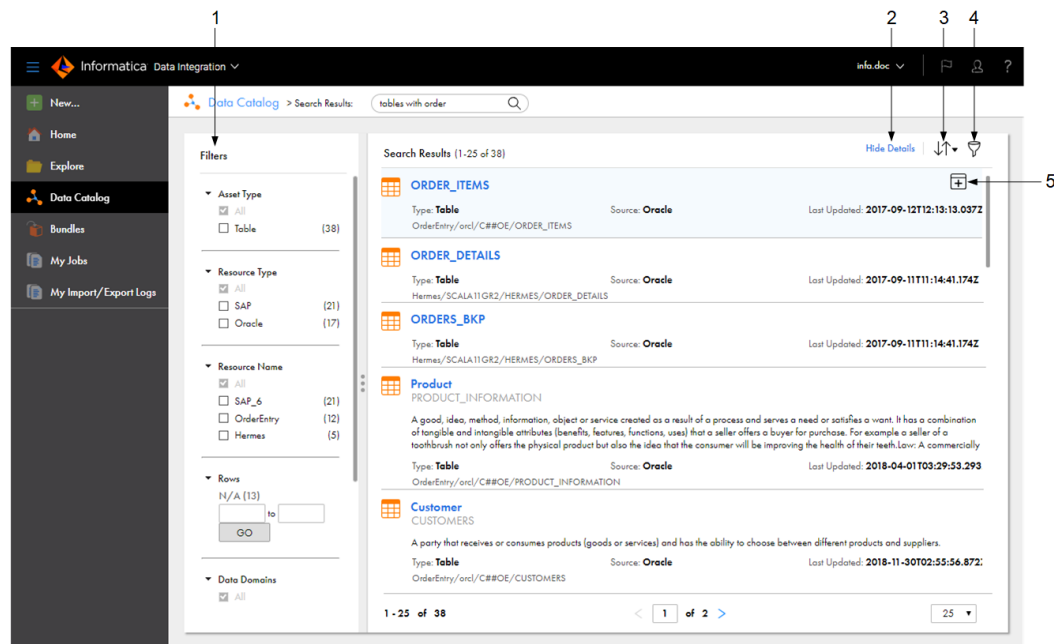 1 2 3 4
Informatica Data Integration infa.doc ?
New...
Data Catalog > Search Results: tables with order
Home
Explore
Data Catalog
Bundles
My Jobs
My Import/Export Logs
Filters
Asset Type
All
Table (38)
Resource Type
All
SAP (21)
Oracle (17)
Resource Name
All
SAP_6 (21)
OrderEntry (12)
Hermes (5)
Rows
N/A (13)
to
GO
Data Domains
All
Search Results (1-25 of 38) Hide Details
5
ORDER_ITEMS
Type: Table Source: Oracle Last Updated: 2017-09-12T12:13:13.037Z
OrderEntry/orcl/C##OE/ORDER_ITEMS
ORDER_DETAILS
Type: Table Source: Oracle Last Updated: 2017-09-11T11:14:41.174Z
Hermes/SCALA11GR2/HERMES/ORDER_DETAILS
ORDERS_BKP
Type: Table Source: Oracle Last Updated: 2017-09-11T11:14:41.174Z
Hermes/SCALA11GR2/HERMES/ORDERS_BKP
Product
PRODUCT_INFORMATION
A good, idea, method, information, object or service created as a result of a process and serves a need or satisfies a want. It has a combination
of tangible and intangible attributes (benefits, features, functions, uses) that a seller offers a buyer for purchase. For example a seller of a
toothbrush not only offers the physical product but also the idea that the consumer will be improving the health of their teeth.Law: A commercially
Type: Table Source: Oracle Last Updated: 2018-04-01T03:29:53.293
OrderEntry/orcl/C##OE/PRODUCT_INFORMATION
Customer
CUSTOMERS
A party that receives or consumes products (goods or services) and has the ability to choose between different products and suppliers.
Type: Table Source: Oracle Last Updated: 2018-11-30T02:55:56.872
OrderEntry/orcl/C##OE/CUSTOMERS
1 - 25 of 38 < 1 of 2 > 25